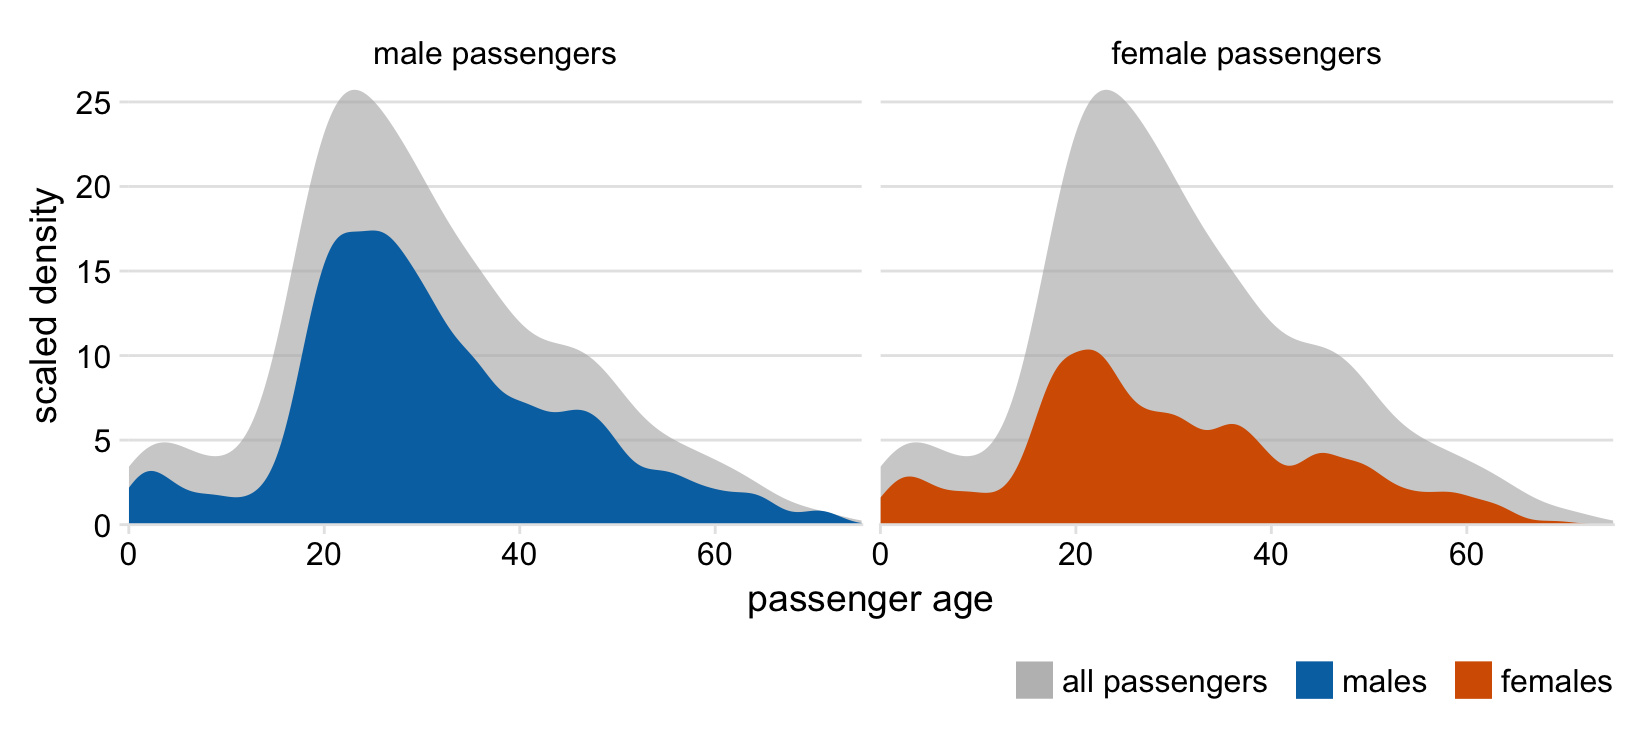 male passengers
female passengers
scaled density
25
20
15
10
5
0
0 20 40 60
0 20 40 60
passenger age
all passengers males females